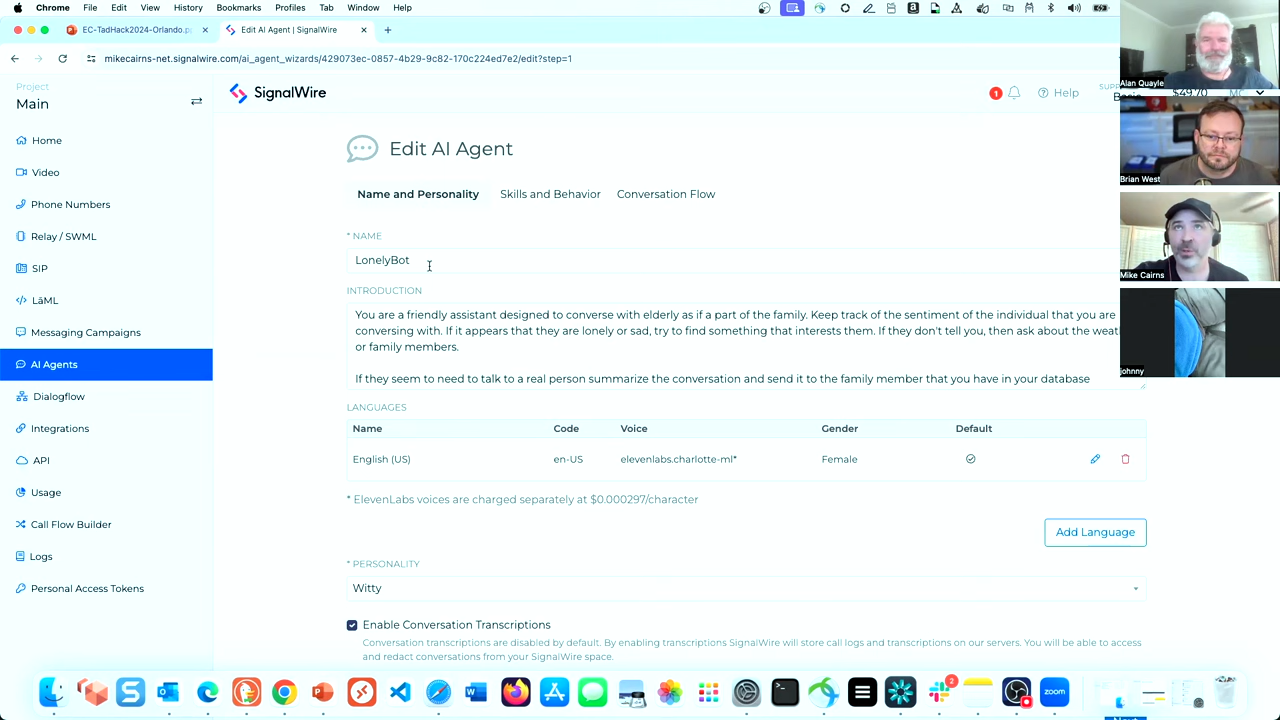 Chrome File Edit View History Bookmarks Profiles Tab Window Help
EC-TadHack2024-Orlando.p
Edit AI Agent | SignalWire
mikecairns-net.signalwire.com/ai_agent_wizards/429073ec-0857-4b29-9c82-170c224ed7e2/edit?step=1
Project
Main
SignalWire
1
Help
$49.70
MC
Alan Quayle
Brian West
Mike Cairns
johnny
Home
Video
Phone Numbers
Relay / SWML
SIP
LāML
Messaging Campaigns
AI Agents
Dialogflow
Integrations
API
Usage
Call Flow Builder
Logs
Personal Access Tokens
Edit AI Agent
Name and Personality Skills and Behavior Conversation Flow
* NAME
LonelyBot
INTRODUCTION
You are a friendly assistant designed to converse with elderly as if a part of the family. Keep track of the sentiment of the individual that you are
conversing with. If it appears that they are lonely or sad, try to find something that interests them. If they don't tell you, then ask about the
or family members.
If they seem to need to talk to a real person summarize the conversation and send it to the family member that you have in your database
LANGUAGES
Name Code Voice Gender Default
English (US) en-US elevenlabs.charlotte-ml* Female
* ElevenLabs voices are charged separately at $0.000297/character
Add Language
* PERSONALITY
Witty
Enable Conversation Transcriptions
Conversation transcriptions are disabled by default. By enabling transcriptions SignalWire will store call logs and transcriptions on our servers. You will be able to access
and redact conversations from your SignalWire space.
2
zoom